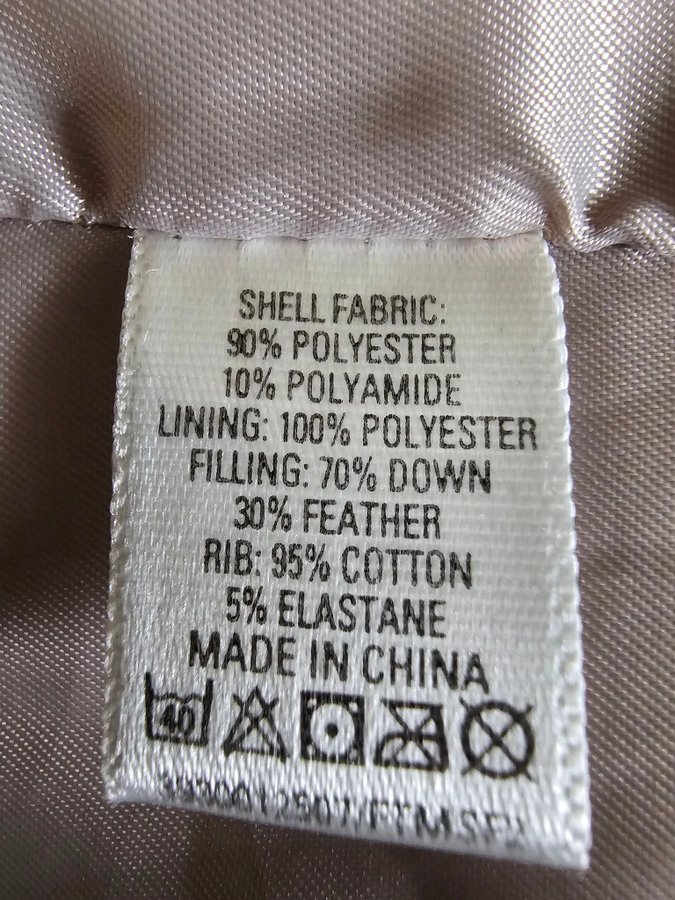 SHELL FABRIC:
90% POLYESTER
10% POLYAMIDE
LINING: 100% POLYESTER
FILLING: 70% DOWN
30% FEATHER
RIB: 95% COTTON
5% ELASTANE
MADE IN CHINA
40